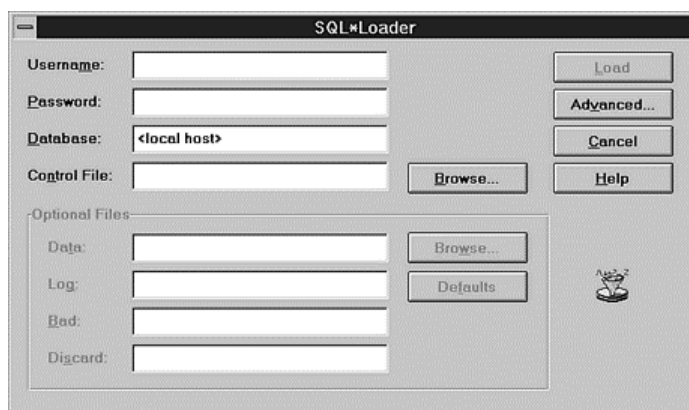 SQL*Loader
Username:
Load
Password:
Advanced...
Database: <local host>
Cancel
Control File:
Browse...
Help
Optional Files
Data:
Browse...
Log:
Defaults
Bad:
Discard: